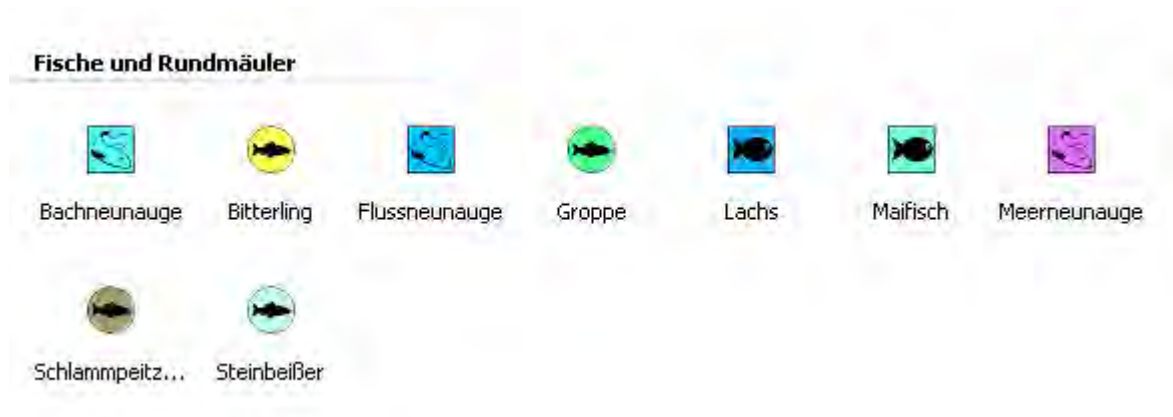 Fische und Rundmäuler
Bachneunauge Bitterling Flussneunauge Groppe Lachs Maifisch Meerneunauge
Schlammpeitz... Steinbeißer